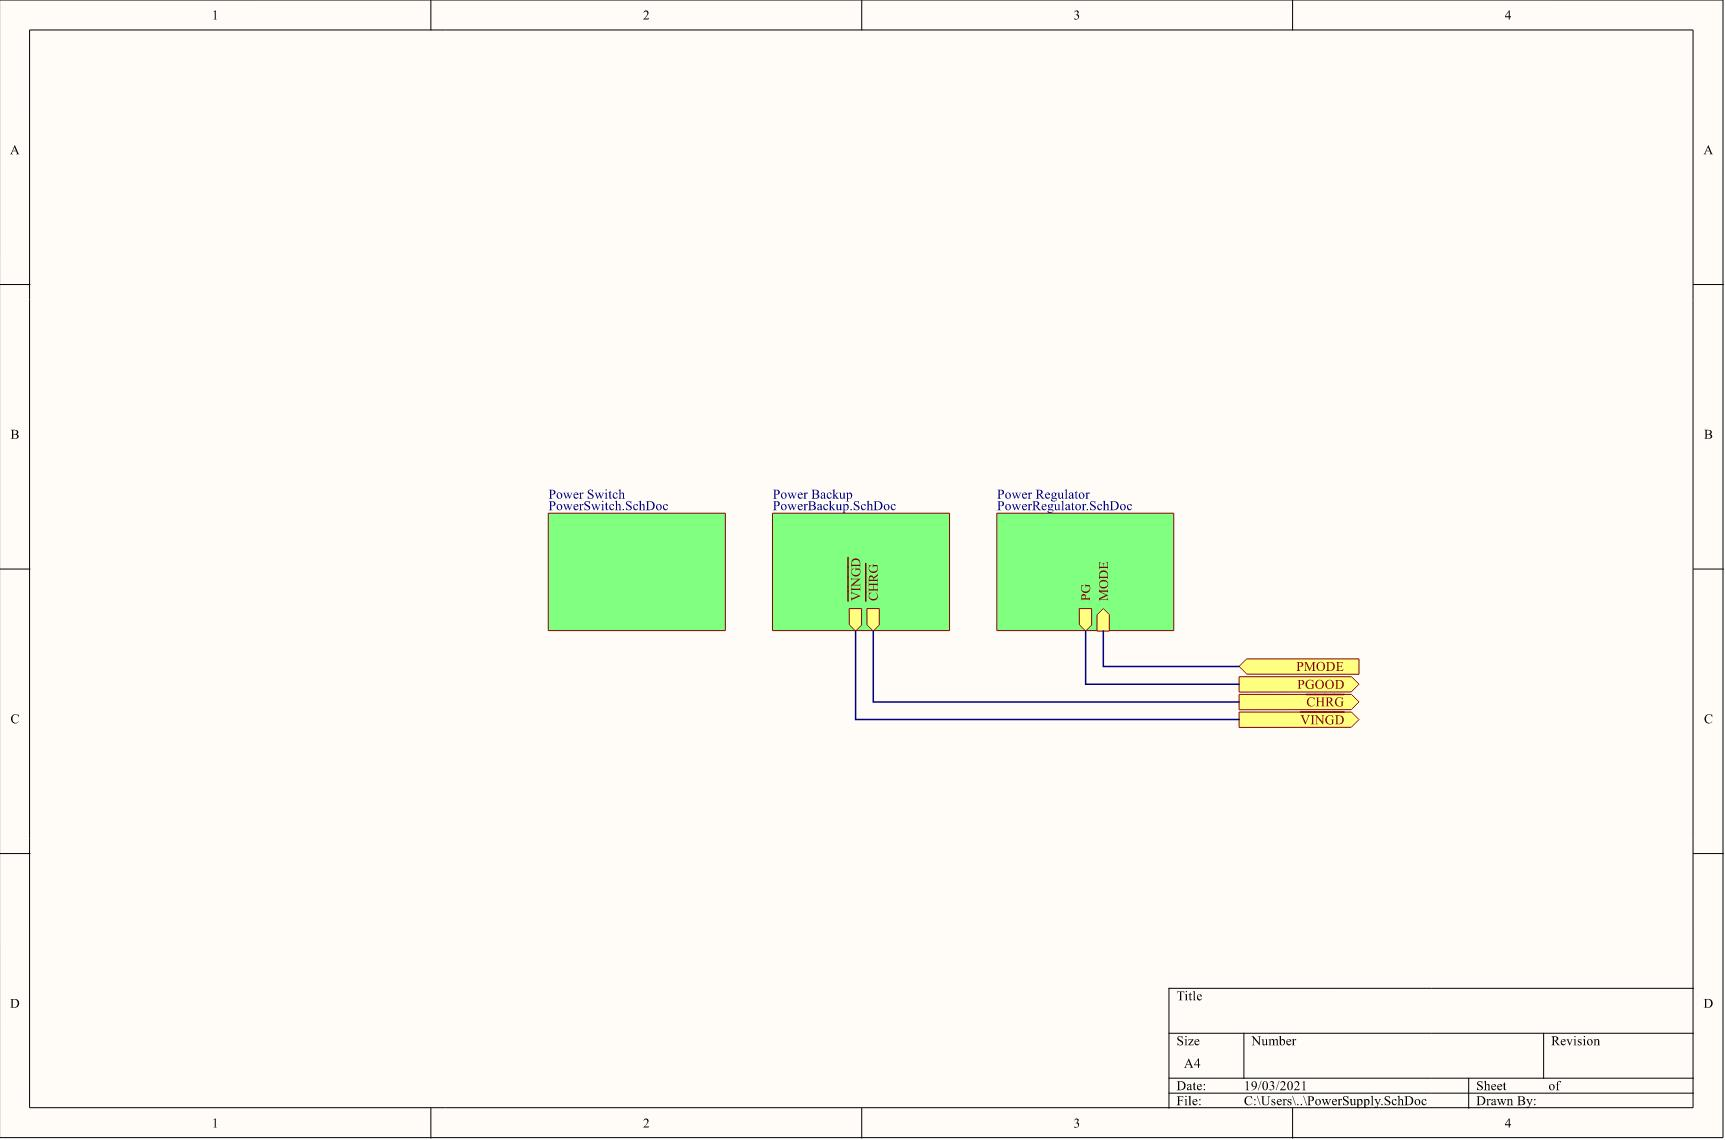 1 2 3 4
A A
B B
Power Switch Power Backup Power Regulator
PowerSwitch.SchDoc PowerBackup.SchDoc PowerRegulator.SchDoc
VINGD CHRG PG MODE
PMODE
PGOOD
CHRG
C VINGD C
Title
D D
Size Number Revision
A4
Date: 19/03/2021 Sheet of
File: C:\Users\..\PowerSupply.SchDoc Drawn By:
1 2 3 4